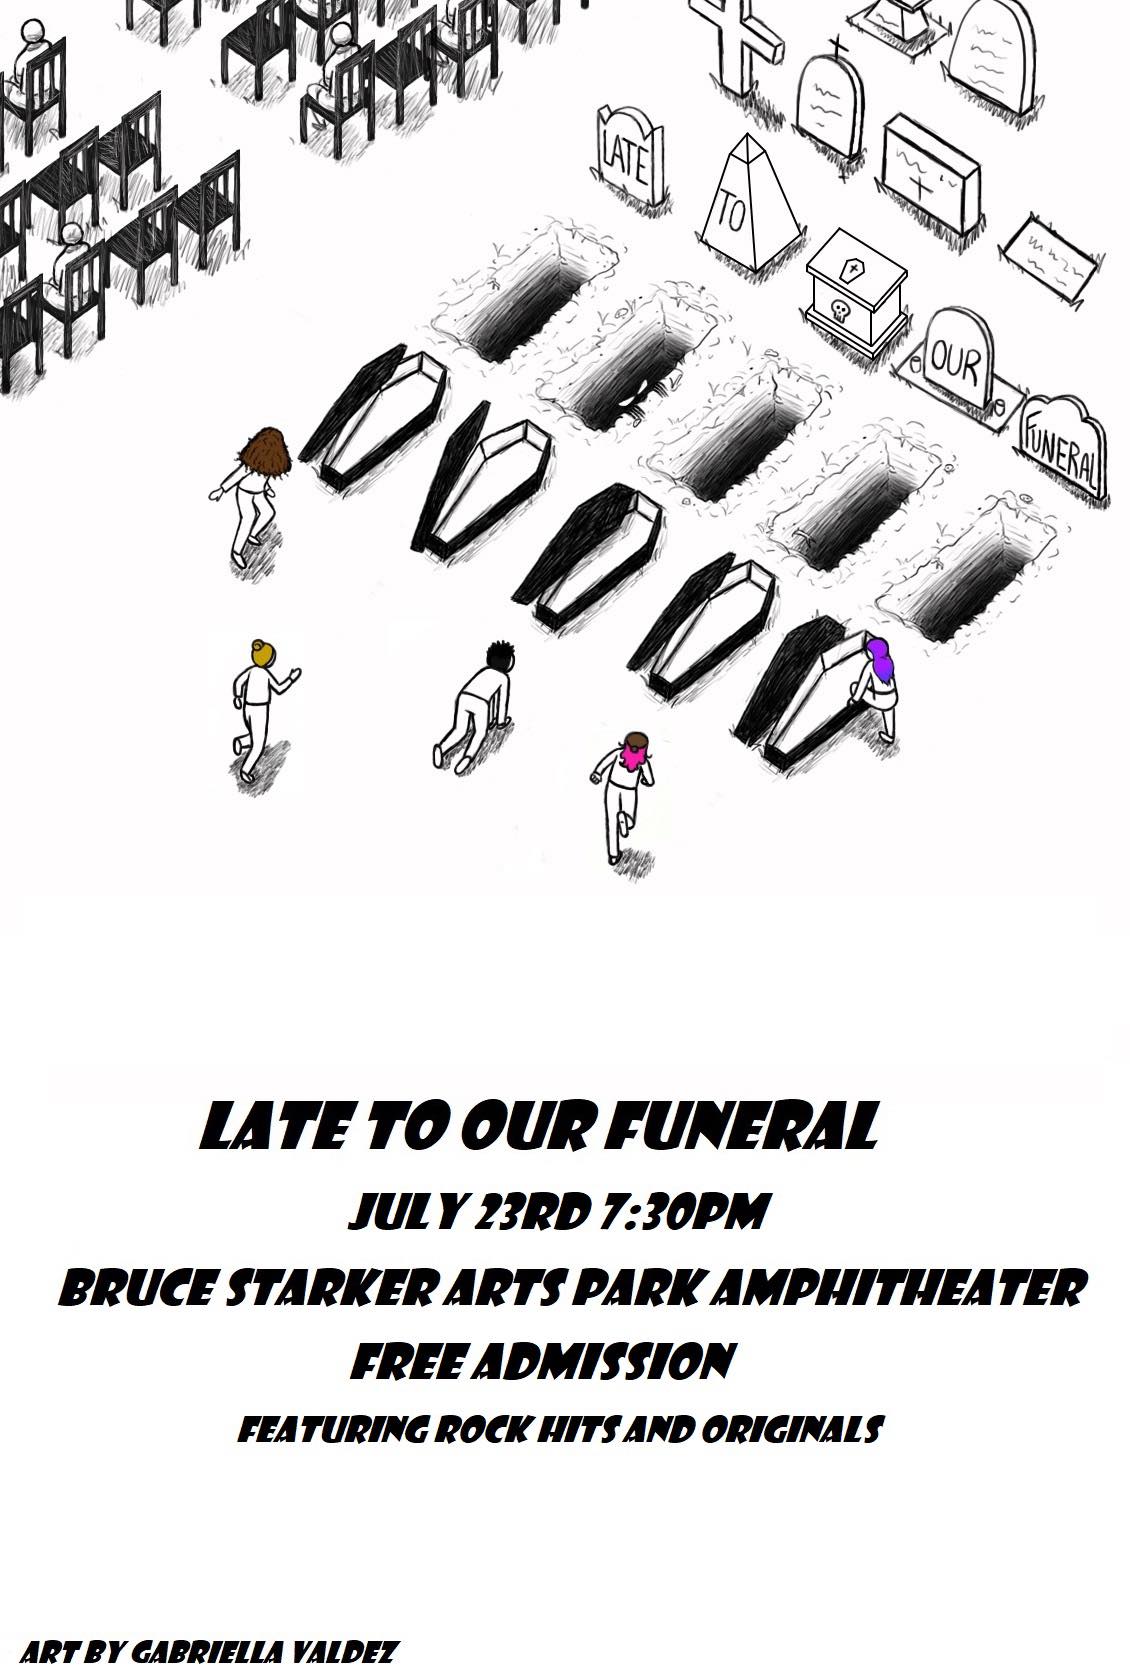 LATE
TO
OUR
FUNERAL
LATE TO OUR FUNERAL
JULY 23RD 7:30PM
BRUCE STARKER ARTS PARK AMPHITHEATER
FREE ADMISSION
FEATURING ROCK HITS AND ORIGINALS
ART BY GABRIELLA VALDEZ